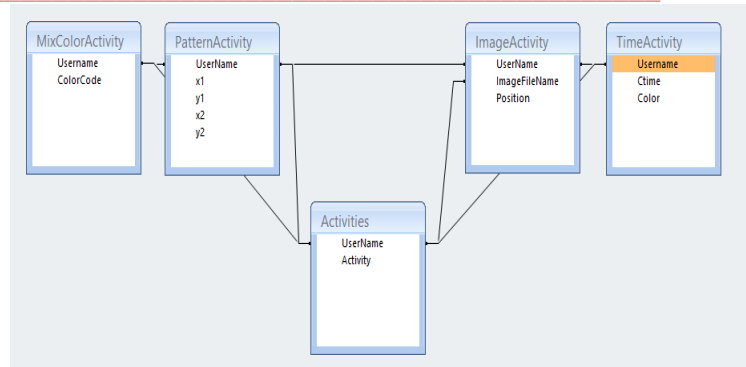 MixColorActivity
Username
ColorCode
PatternActivity
UserName
x1
y1
x2
y2
ImageActivity
UserName
ImageFileName
Position
TimeActivity
Username
Ctime
Color
Activities
UserName
Activity